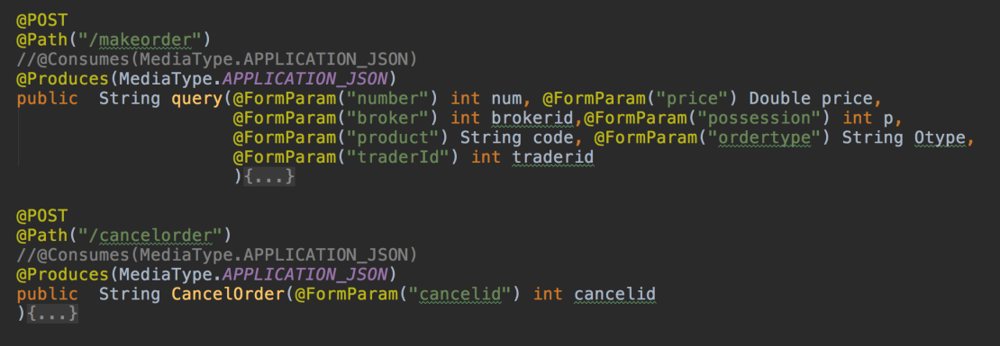 @POST
@Path("/makeorder")
//@Consumes(MediaType.APPLICATION_JSON)
@Produces(MediaType.APPLICATION_JSON)
public  String query(@FormParam("number") int num, @FormParam("price") Double price,
@FormParam("broker") int brokerid,@FormParam("possession") int p,
@FormParam("product") String code, @FormParam("ordertype") String Otype,
@FormParam("traderId") int traderid
){...}
@POST
@Path("/cancelorder")
//@Consumes(MediaType.APPLICATION_JSON)
@Produces(MediaType.APPLICATION_JSON)
public  String CancelOrder(@FormParam("cancelid") int cancelid
){...}